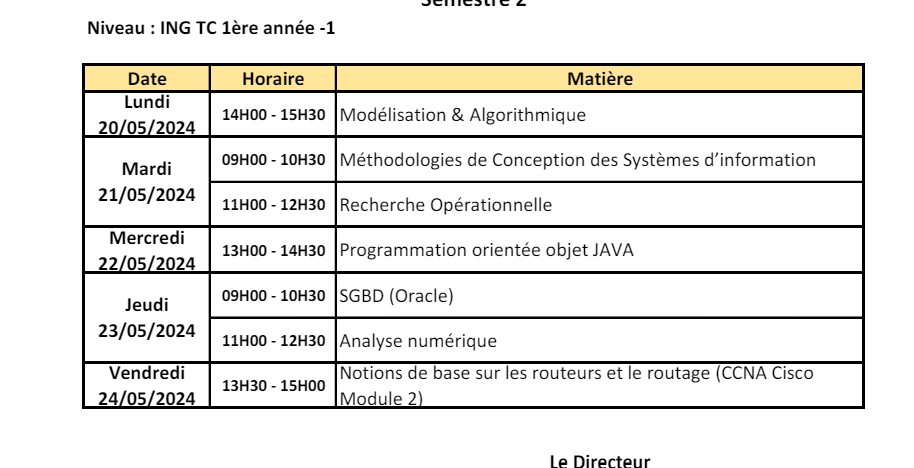 Semestre 2
Niveau : ING TC 1ère année -1
Date Horaire Matière
Lundi
20/05/2024
14H00 - 15H30 Modélisation & Algorithmique
Mardi
21/05/2024
09H00 - 10H30 Méthodologies de Conception des Systèmes d’information
11H00 - 12H30 Recherche Opérationnelle
Mercredi
22/05/2024
13H00 - 14H30 Programmation orientée objet JAVA
Jeudi
23/05/2024
09H00 - 10H30 SGBD (Oracle)
11H00 - 12H30 Analyse numérique
Vendredi
24/05/2024
13H30 - 15H00 Notions de base sur les routeurs et le routage (CCNA Cisco
Module 2)
Le Directeur